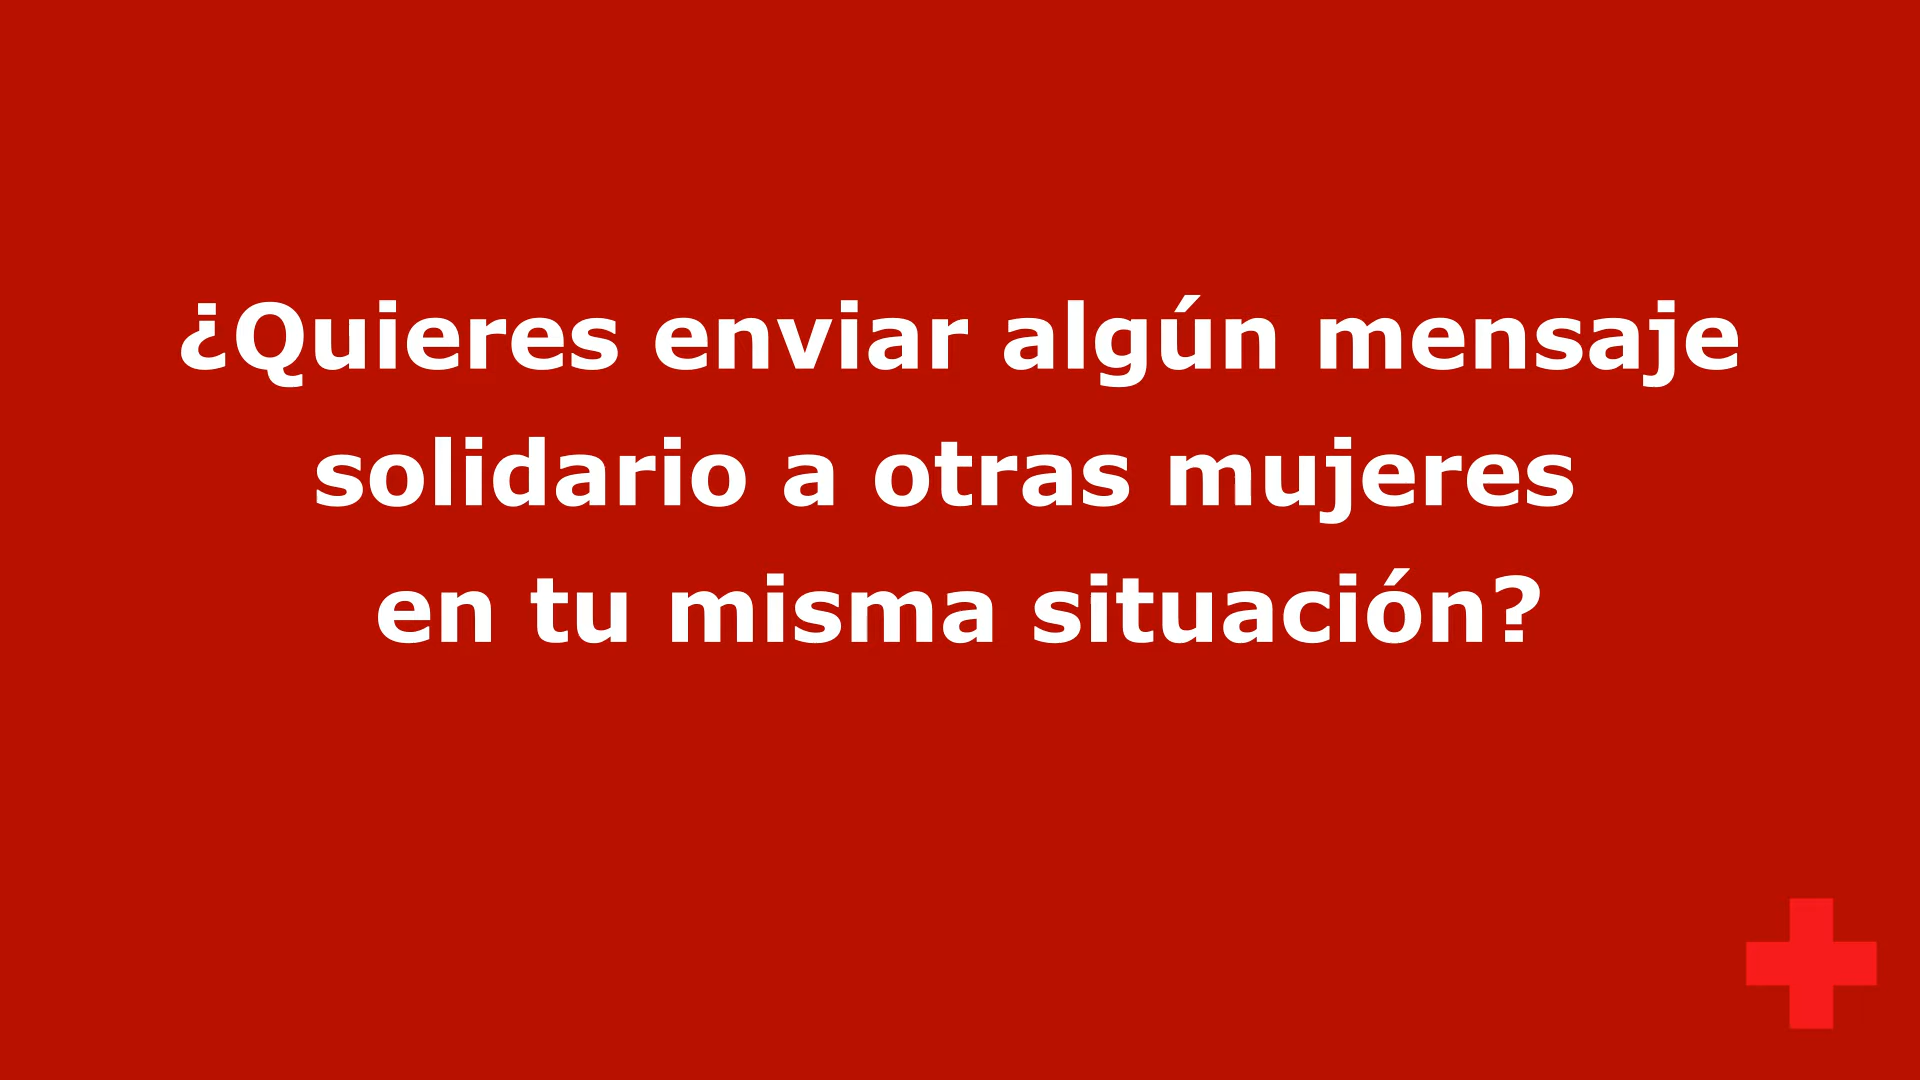 ¿Quieres enviar algún mensaje
solidario a otras mujeres
en tu misma situación?